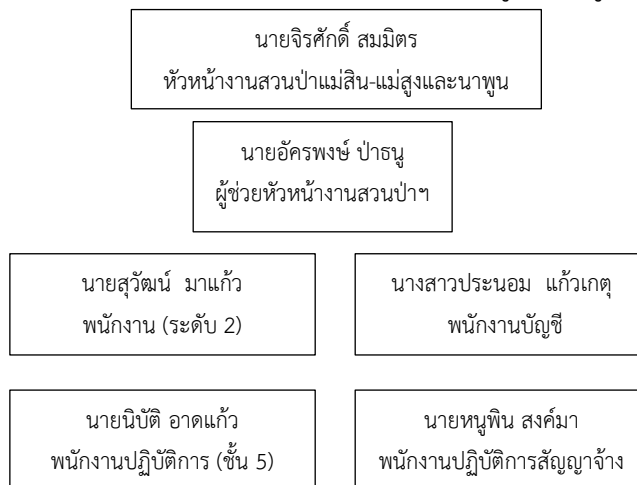 นายจิรศักดิ์ สมมิตร
หัวหน้างานสวนป่าแม่สิน-แม่สูงและนาพูน
นายอัครพงษ์ ป่าธนู
ผู้ช่วยหัวหน้างานสวนป่าฯ
นายสุวัฒน์ มาแก้ว
พนักงาน (ระดับ 2)
นางสาวประนอม แก้วเกตุ
พนักงานบัญชี
นายนิบัติ อาดแก้ว
พนักงานปฏิบัติการ (ชั้น 5)
นายหนูพิน สงค์มา
พนักงานปฏิบัติการสัญญาจ้าง